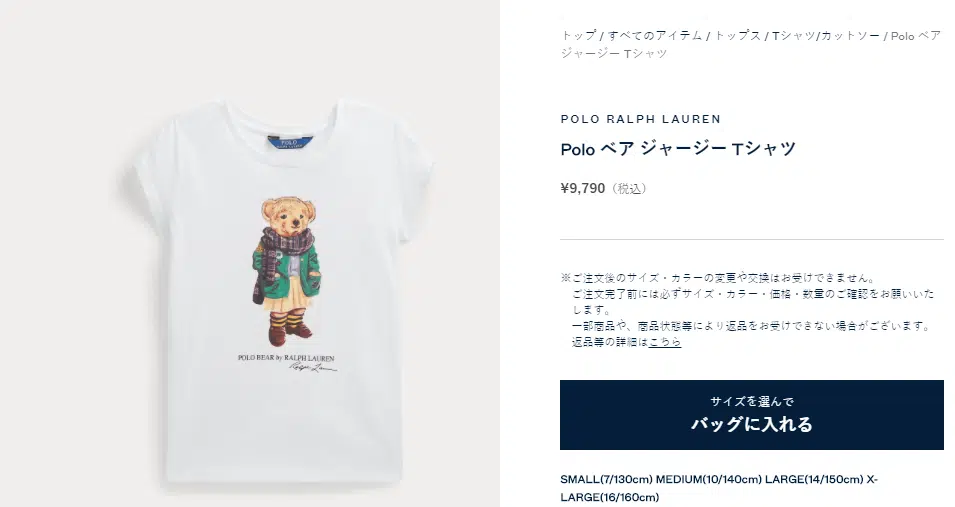 POLO
POLO BEAR by RALPH LAUREN
Ralph Lauren
トップ / すべてのアイテム / トップス / Tシャツ/カットソー / Polo ベア
ジャージー Tシャツ
POLO RALPH LAUREN
Polo ベア ジャージー Tシャツ
¥9,790（税込）
※ご注文後のサイズ・カラーの変更や交換はお受けできません。
ご注文完了前には必ずサイズ・カラー・価格・数量のご確認をお願いいた
します。
一部商品や、商品状態等により返品をお受けできない場合がございます。
返品等の詳細はこちら
サイズを選んで
バッグに入れる
SMALL(7/130cm) MEDIUM(10/140cm) LARGE(14/150cm) X-
LARGE(16/160cm)